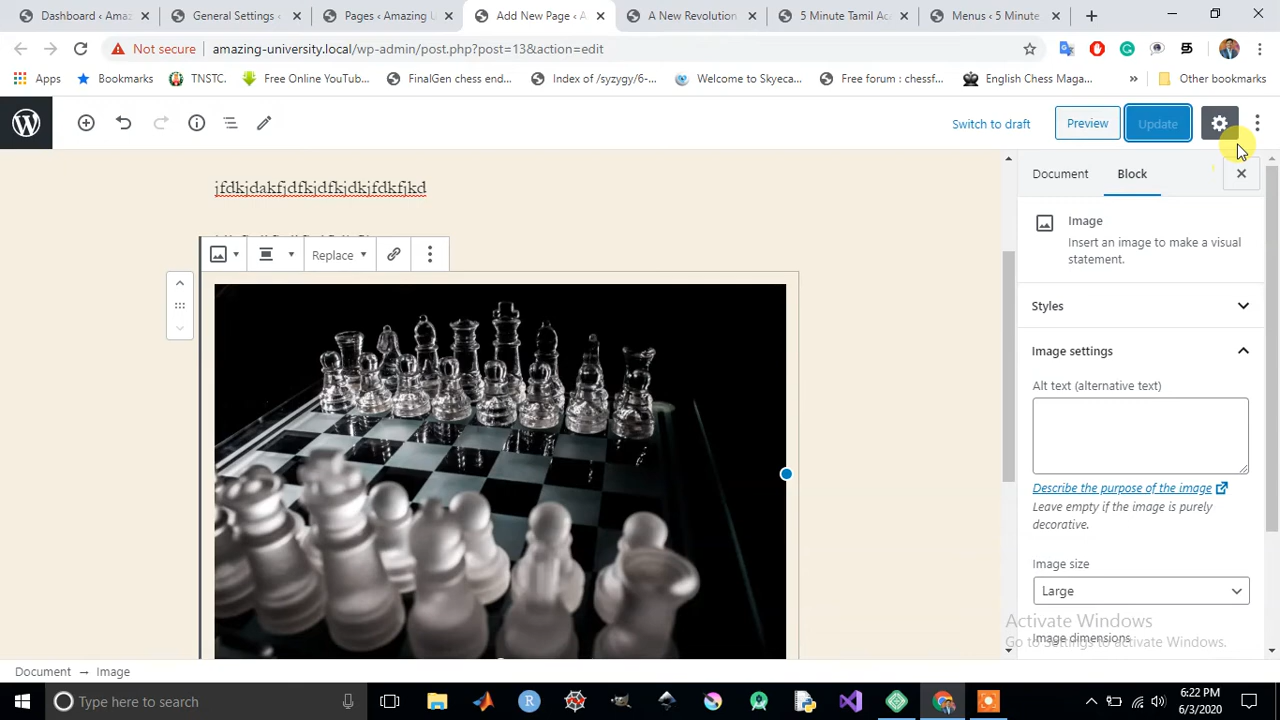 Dashboard ‹ Amaz
General Settings ‹
Pages ‹ Amazing U
Add New Page ‹ A
A New Revolution
5 Minute Tamil Aca
Menus ‹ 5 Minute
Not secure
amazing-university.local/wp-admin/post.php?post=13&action=edit
Apps
Bookmarks
TNSTC.
Free Online YouTub...
FinalGen chess end...
Index of /syzygy/6-...
Welcome to Skyeca...
Free forum : chessf...
English Chess Maga...
»
Other bookmarks
Switch to draft
Preview
Update
jfdkjdakfjdfkjdfkjdkjfdkfjkd
Document
Block
Image
Insert an image to make a visual
statement.
Replace
Styles
Image settings
Alt text (alternative text)
Describe the purpose of the image
Leave empty if the image is purely
decorative.
Image size
Large
Activate Windows
Image dimensions
Go to Settings to activate Windows.
Document → Image
Type here to search
6:22 PM
6/3/2020